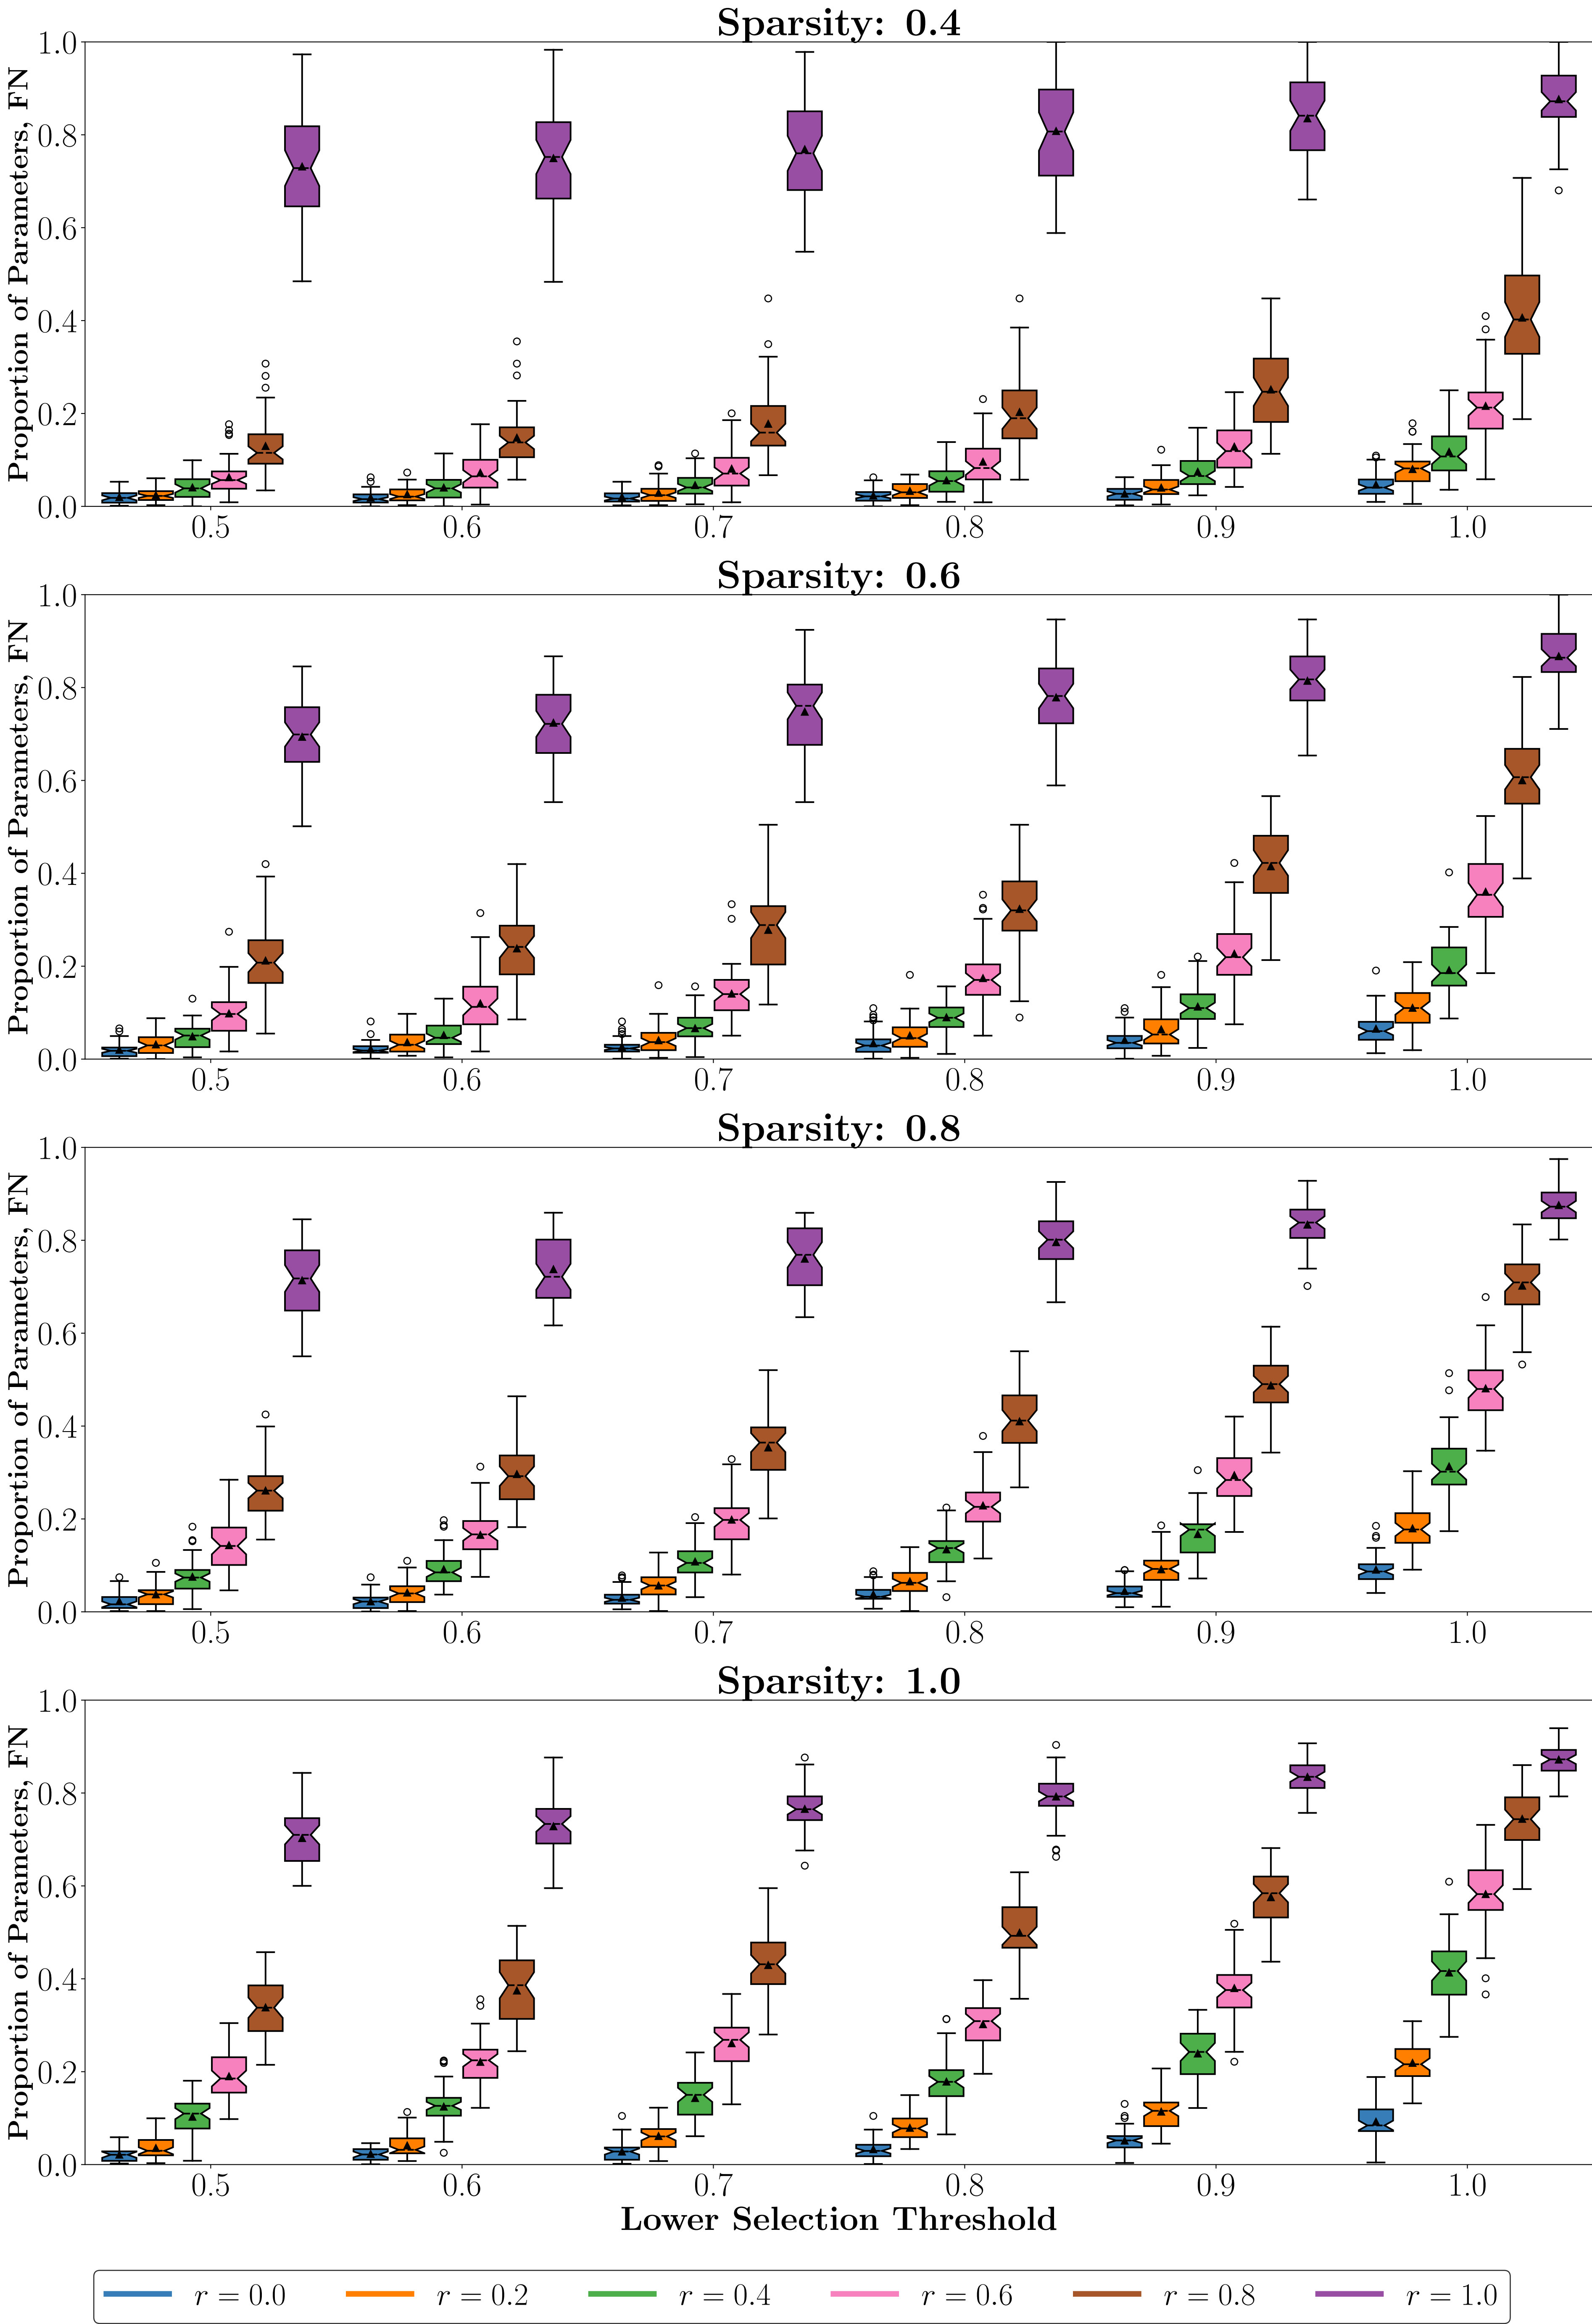 Sparsity: 0.4
Proportion of Parameters, FN
1.0
0.8
0.6
0.4
0.2
0.0
0.5 0.6 0.7 0.8 0.9 1.0
Sparsity: 0.6
Proportion of Parameters, FN
1.0
0.8
0.6
0.4
0.2
0.0
0.5 0.6 0.7 0.8 0.9 1.0
Sparsity: 0.8
Proportion of Parameters, FN
1.0
0.8
0.6
0.4
0.2
0.0
0.5 0.6 0.7 0.8 0.9 1.0
Sparsity: 1.0
Proportion of Parameters, FN
1.0
0.8
0.6
0.4
0.2
0.0
0.5 0.6 0.7 0.8 0.9 1.0
Lower Selection Threshold
r = 0.0 r = 0.2 r = 0.4 r = 0.6 r = 0.8 r = 1.0